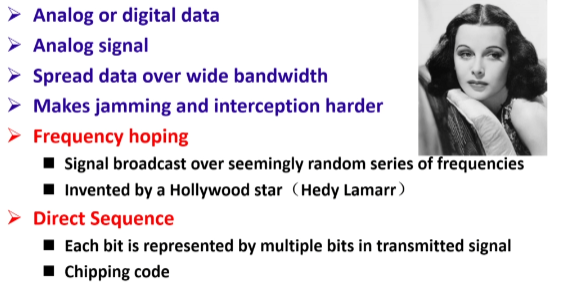 Analog or digital data
Analog signal
Spread data over wide bandwidth
Makes jamming and interception harder
Frequency hoping
Signal broadcast over seemingly random series of frequencies
Invented by a Hollywood star（Hedy Lamarr）
Direct Sequence
Each bit is represented by multiple bits in transmitted signal
Chipping code